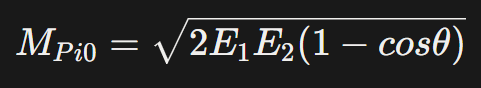 M_{Pi0} = \sqrt{2E_1E_2(1 - cos\theta)}